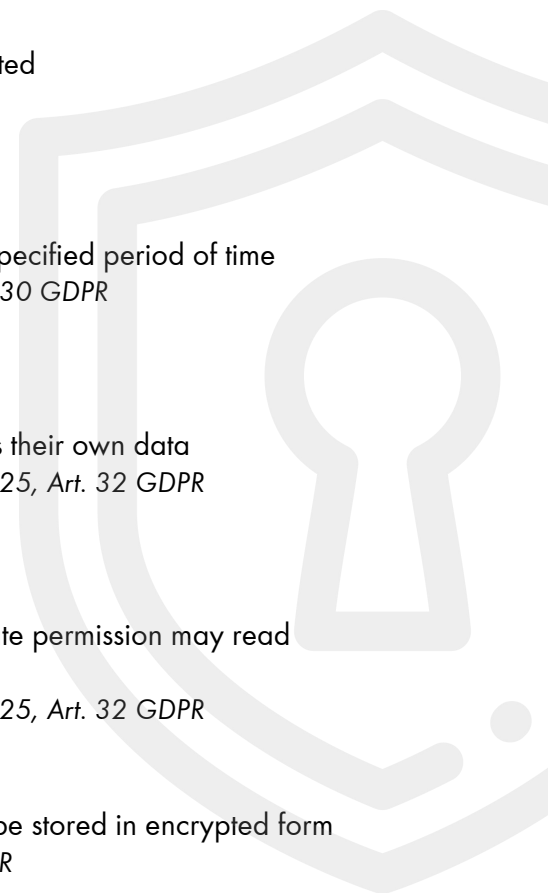 ted
pecified period of time
30 GDPR
s their own data
25, Art. 32 GDPR
te permission may read
25, Art. 32 GDPR
be stored in encrypted form
R